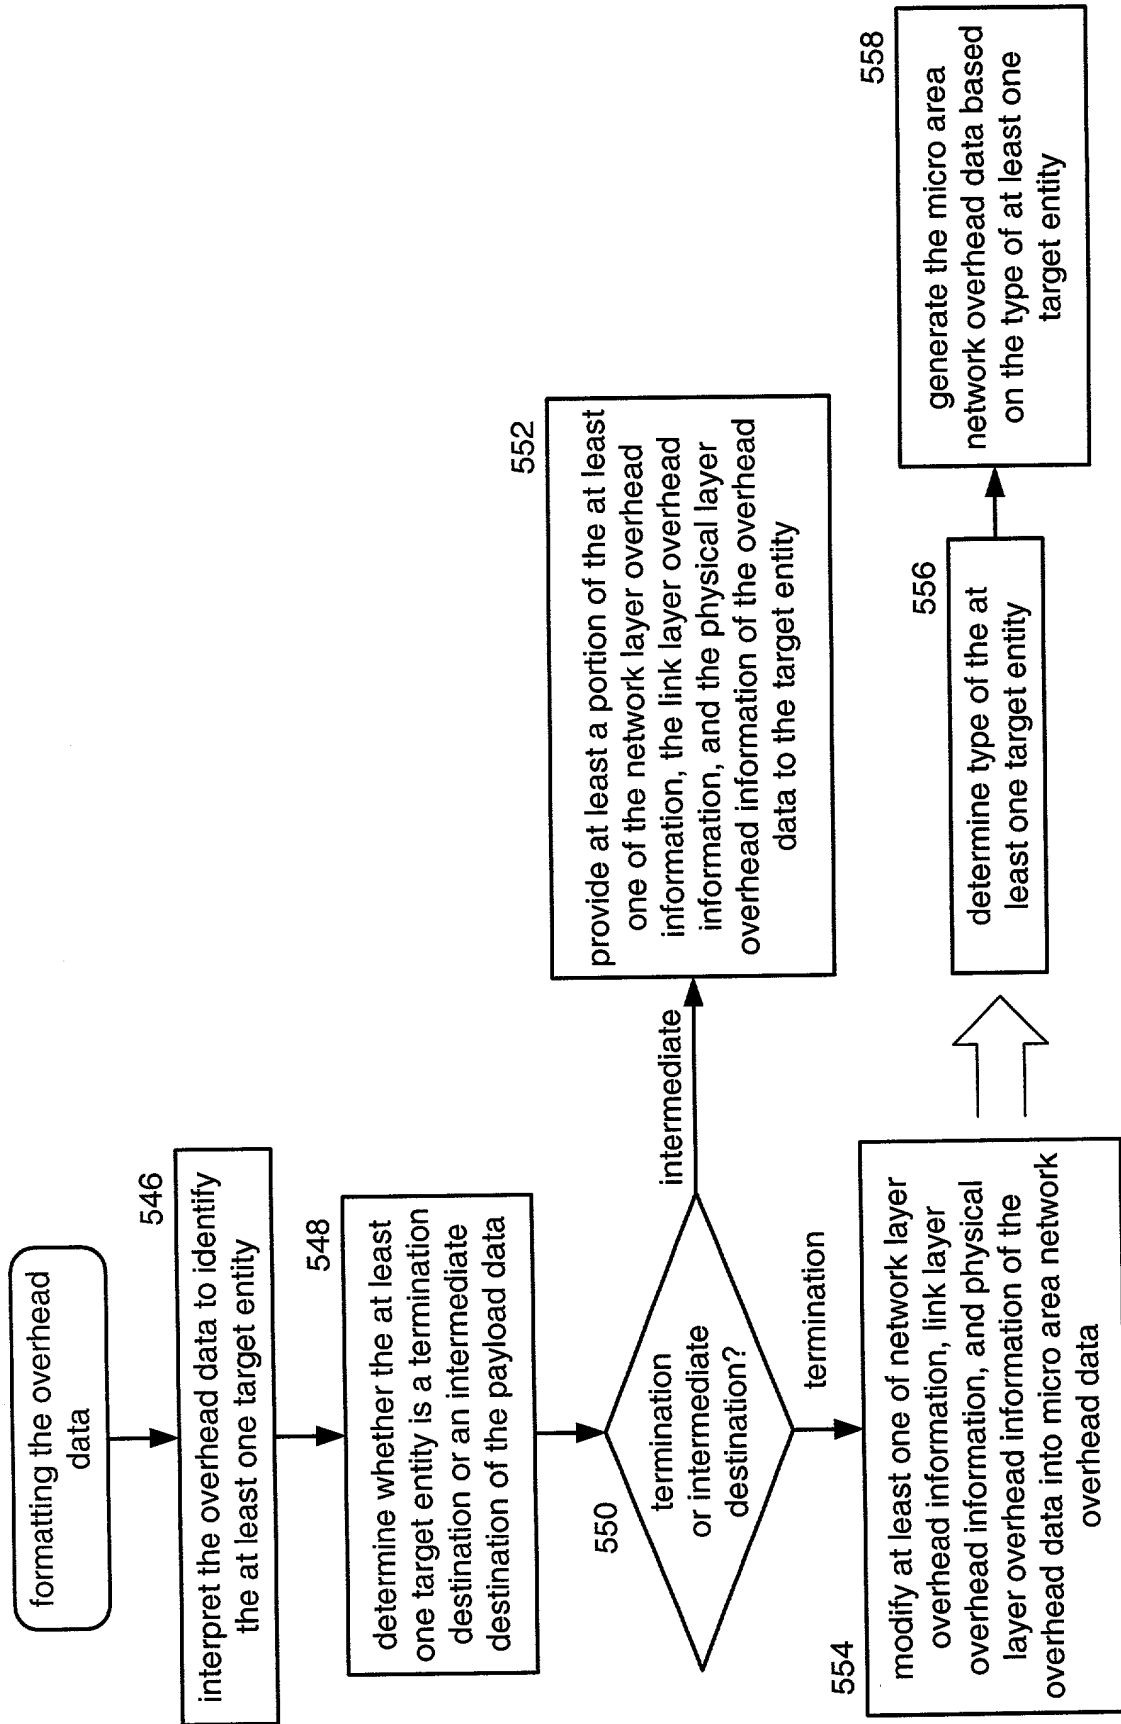 formatting the overhead
data
546
interpret the overhead data to identify
the at least one target entity
548
determine whether the at least
one target entity is a termination
destination or an intermediate
destination of the payload data
550
termination
or intermediate
destination?
intermediate
termination
552
provide at least a portion of the at least
one of the network layer overhead
information, the link layer overhead
information, and the physical layer
overhead information of the overhead
data to the target entity
554
modify at least one of network layer
overhead information, link layer
overhead information, and physical
layer overhead information of the
overhead data into micro area network
overhead data
556
determine type of the at
least one target entity
558
generate the micro area
network overhead data based
on the type of at least one
target entity